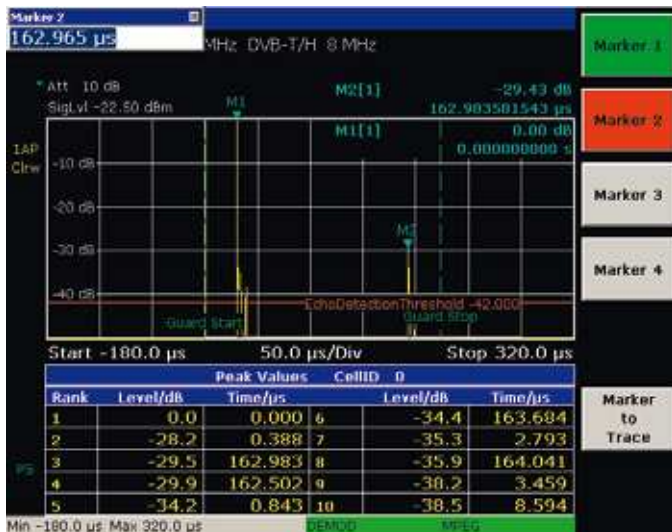 Marker 2
162.965 µs
MHz DVB-T/H 8 MHz
Marker 1
* Att 10 dB
M2[1] -29.43 dB
SigLvl -22.50 dBm
M1
162.983501543 µs
M1[1] 0.00 dB
0.000000000 s
Marker 2
1AP
Clrw
-10 dB
Marker 3
-20 dB
M2
-30 dB
Marker 4
-40 dB
EchoDetectionThreshold -42.000
Guard Start
Guard Stop
Start -180.0 µs 50.0 µs/Div Stop 320.0 µs
Peak Values CellID 0
Rank Level/dB Time/µs Level/dB Time/µs
1 0.0 0.000 6 -34.4 163.684
2 -28.2 0.388 7 -35.3 2.793
3 -29.5 162.983 8 -35.9 164.041
4 -29.9 162.502 9 -38.2 3.459
5 -34.2 0.843 10 -38.5 8.594
Marker
to
Trace
PS
Min -180.0 µs Max 320.0 µs DEMOD MPEG